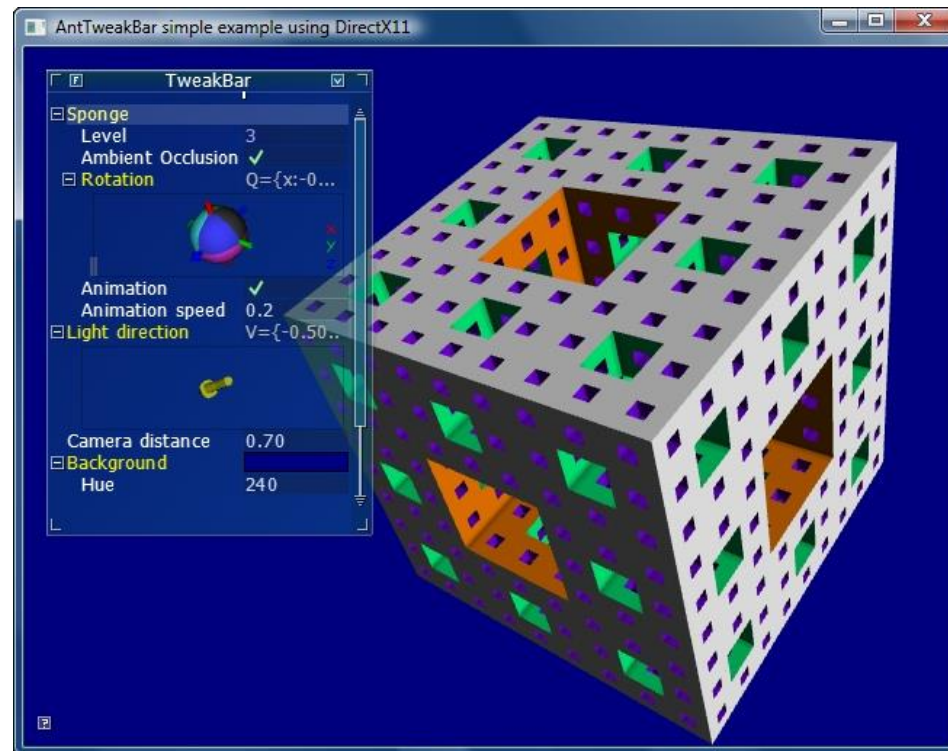 AntTweakBar simple example using DirectX11
F TweakBar V
Sponge
Level 3
Ambient Occlusion ✓
Rotation Q={x:-0...
x
y
z
Animation ✓
Animation speed 0.2
Light direction V={-0.50..
Camera distance 0.70
Background
Hue 240
?